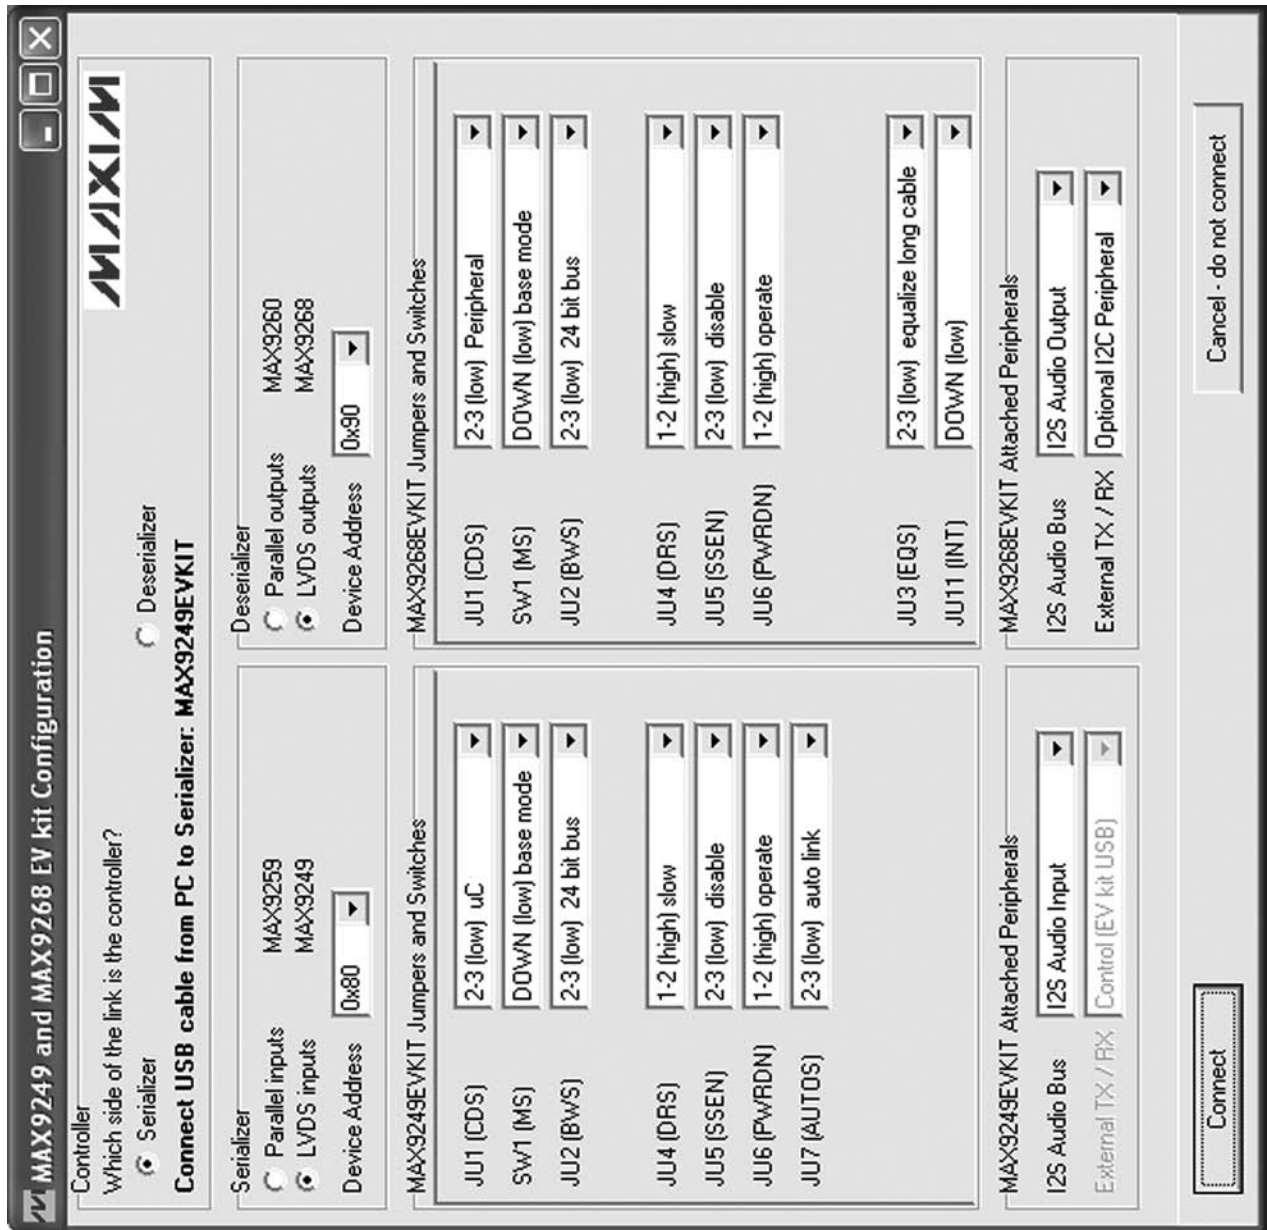 MAX9249 and MAX9268 EV kit Configuration
Controller
Which side of the link is the controller?
Serializer
Deserializer
Connect USB cable from PC to Serializer: MAX9249EVKIT
MAXIM
Serializer
Parallel inputs MAX9259
LVDS inputs MAX9249
Device Address 0x80
Deserializer
Parallel outputs MAX9260
LVDS outputs MAX9268
Device Address 0x90
MAX9249EVKIT Jumpers and Switches
JU1 (CDS) 2-3 (low) uC
SW1 (MS) DOWN (low) base mode
JU2 (BWS) 2-3 (low) 24 bit bus
JU4 (DRS) 1-2 (high) slow
JU5 (SSEN) 2-3 (low) disable
JU6 (PWRDN) 1-2 (high) operate
JU7 (AUTOS) 2-3 (low) auto link
MAX9268EVKIT Jumpers and Switches
JU1 (CDS) 2-3 (low) Peripheral
SW1 (MS) DOWN (low) base mode
JU2 (BWS) 2-3 (low) 24 bit bus
JU4 (DRS) 1-2 (high) slow
JU5 (SSEN) 2-3 (low) disable
JU6 (PWRDN) 1-2 (high) operate
JU3 (EQS) 2-3 (low) equalize long cable
JU11 (INT) DOWN (low)
MAX9249EVKIT Attached Peripherals
I2S Audio Bus I2S Audio Input
External TX / RX Control (EV kit USB)
MAX9268EVKIT Attached Peripherals
I2S Audio Bus I2S Audio Output
External TX / RX Optional I2C Peripheral
Connect
Cancel - do not connect